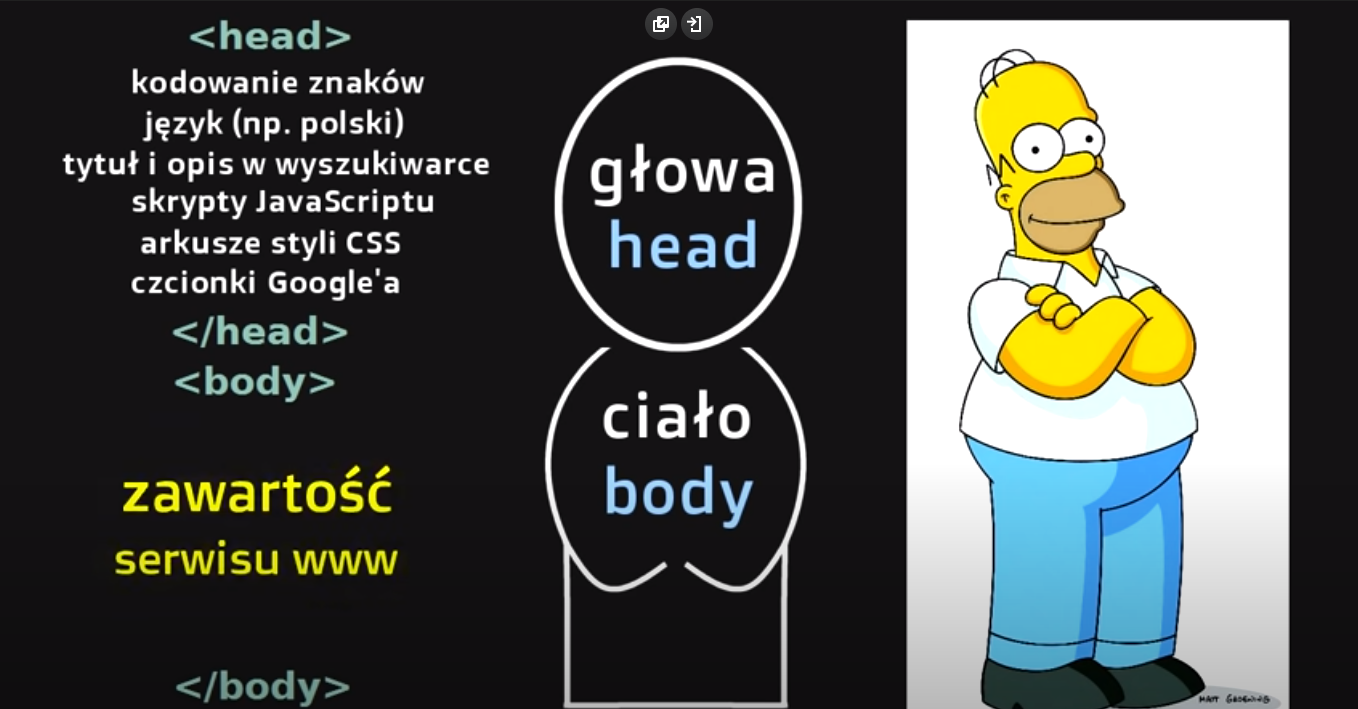 <head>
kodowanie znaków
język (np. polski)
tytuł i opis w wyszukiwarce
skrypty JavaScriptu
arkusze styli CSS
czcionki Google'a
</head>
<body>
zawartość
serwisu www
</body>
głowa
head
ciało
body
MATT GROENING